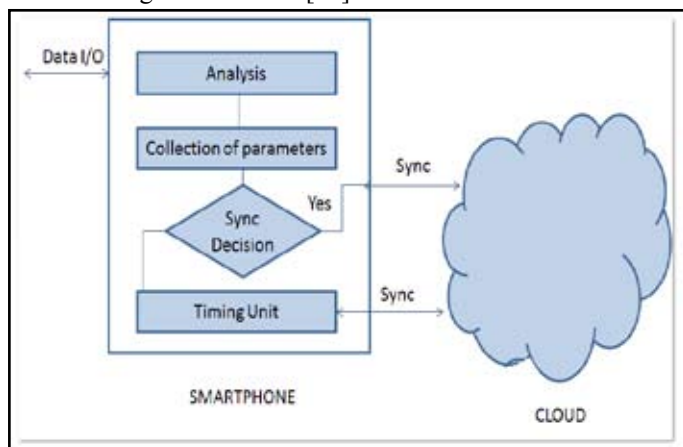 Data I/O
Analysis
Collection of parameters
Sync
Yes
Sync
Decision
Timing Unit
Sync
SMARTPHONE
CLOUD